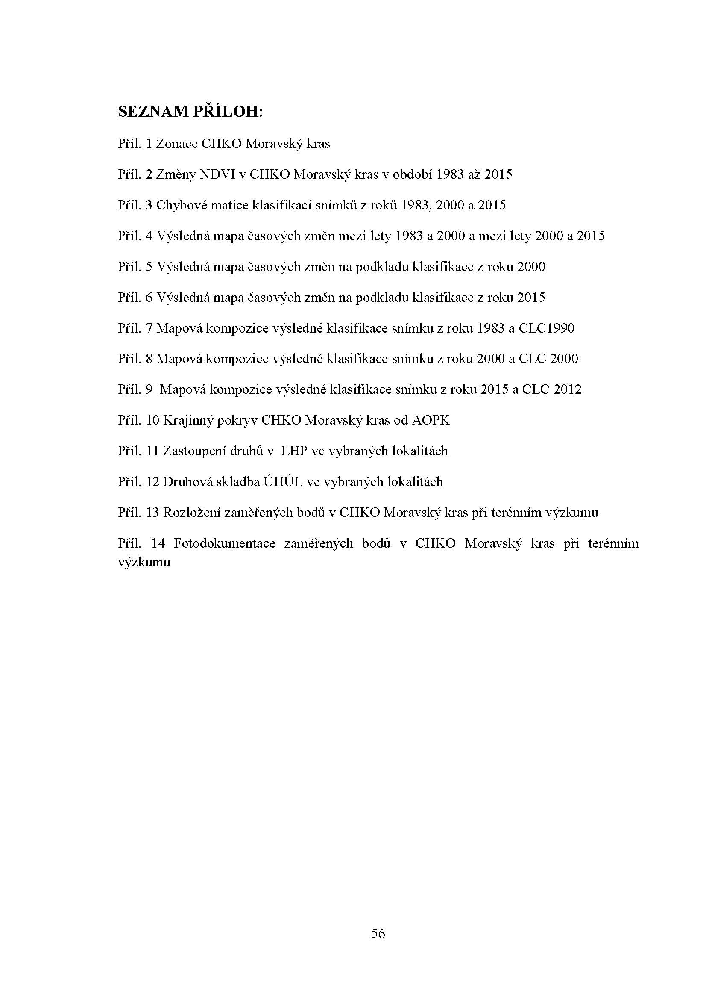 SEZNAM PŘÍLOH:
Příl. 1 Zonace CHKO Moravský kras
Příl. 2 Změny NDVI v CHKO Moravský kras v období 1983 až 2015
Příl. 3 Chybové matice klasifikací snímků z roků 1983, 2000 a 2015
Příl. 4 Výsledná mapa časových změn mezi lety 1983 a 2000 a mezi lety 2000 a 2015
Příl. 5 Výsledná mapa časových změn na podkladu klasifikace z roku 2000
Příl. 6 Výsledná mapa časových změn na podkladu klasifikace z roku 2015
Příl. 7 Mapová kompozice výsledné klasifikace snímku z roku 1983 a CLC1990
Příl. 8 Mapová kompozice výsledné klasifikace snímku z roku 2000 a CLC 2000
Příl. 9  Mapová kompozice výsledné klasifikace snímku z roku 2015 a CLC 2012
Příl. 10 Krajinný pokryv CHKO Moravský kras od AOPK
Příl. 11 Zastoupení druhů v  LHP ve vybraných lokalitách
Příl. 12 Druhová skladba ÚHÚL ve vybraných lokalitách
Příl. 13 Rozložení zaměřených bodů v CHKO Moravský kras při terénním výzkumu
Příl. 14 Fotodokumentace zaměřených bodů v CHKO Moravský kras při terénním
výzkumu
56